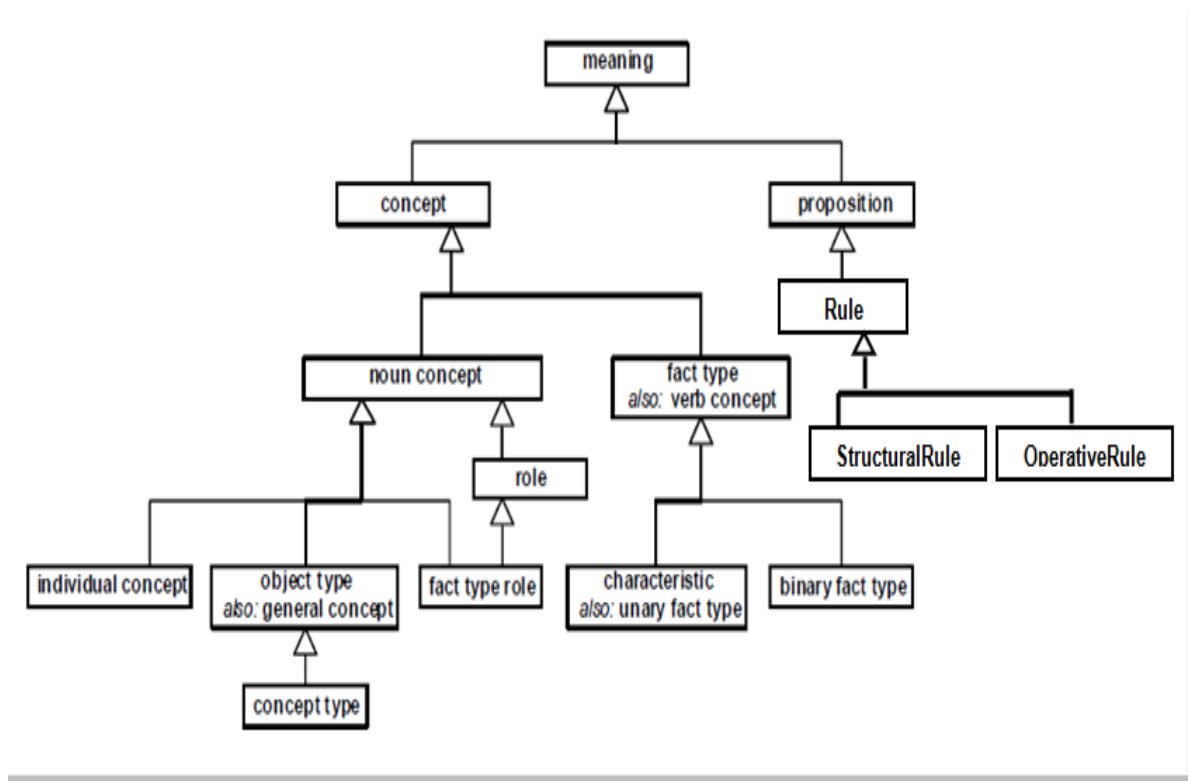 meaning
concept
proposition
Rule
noun concept
fact type
also: verb concept
StructuralRule
OperativeRule
role
individual concept
object type
also: general concept
fact type role
characteristic
also: unary fact type
binary fact type
concept type